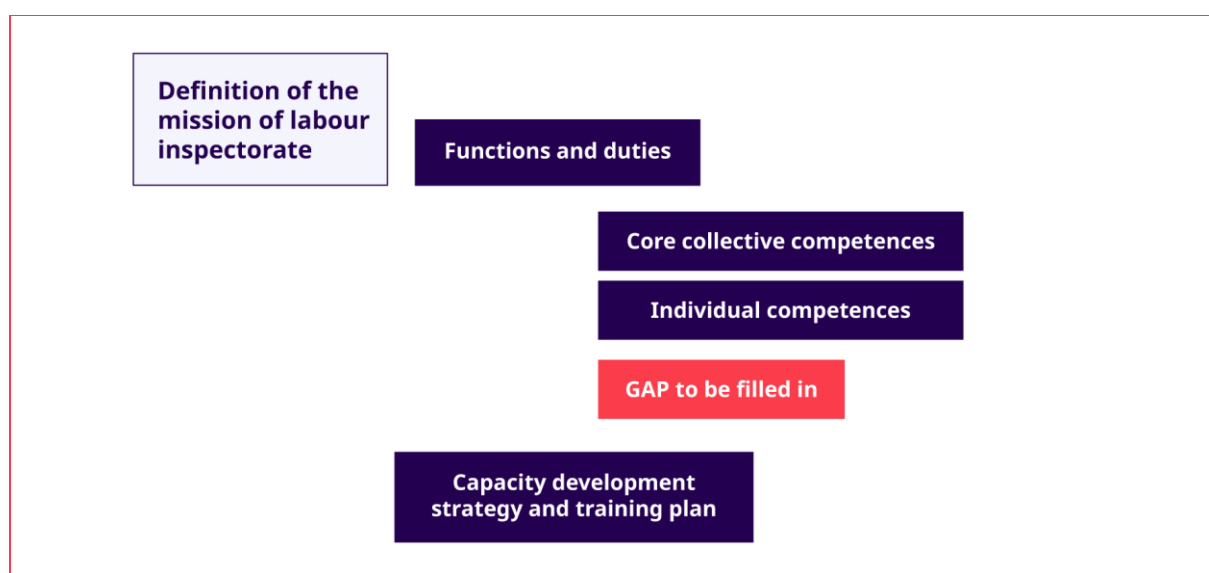 Definition of the
mission of labour
inspectorate
Functions and duties
Core collective competences
Individual competences
GAP to be filled in
Capacity development
strategy and training plan